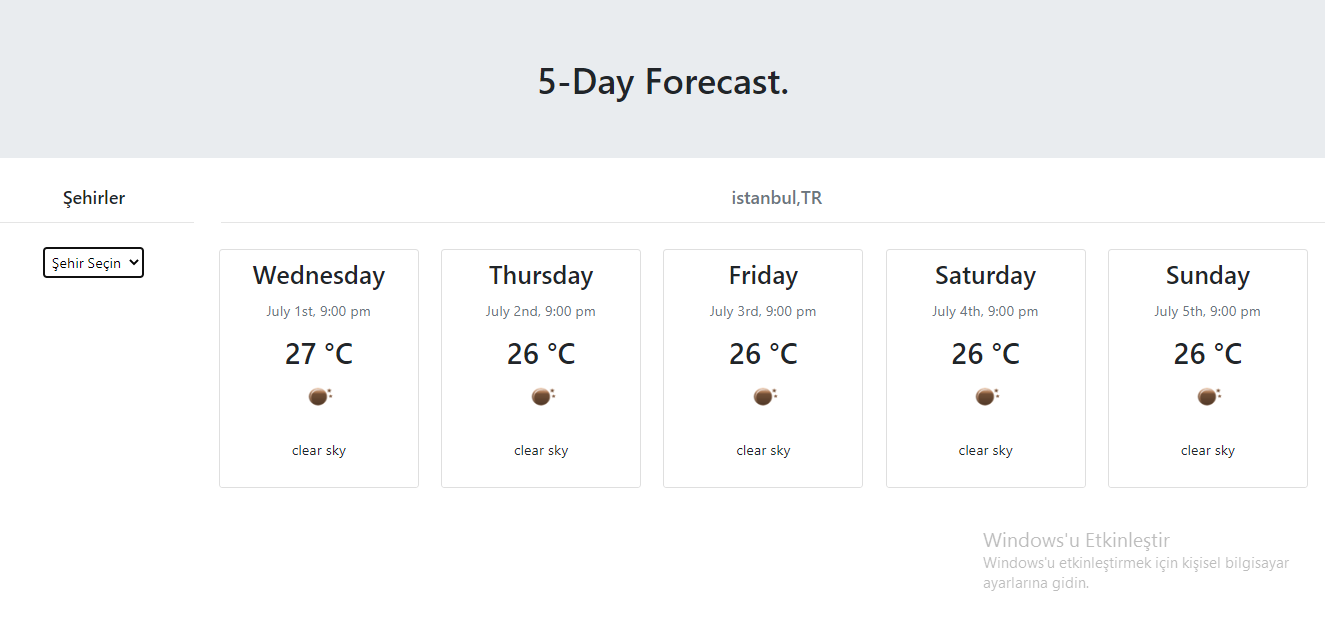 5-Day Forecast.
Şehirler
istanbul,TR
Şehir Seçin
Wednesday
July 1st, 9:00 pm
27 °C
clear sky
Thursday
July 2nd, 9:00 pm
26 °C
clear sky
Friday
July 3rd, 9:00 pm
26 °C
clear sky
Saturday
July 4th, 9:00 pm
26 °C
clear sky
Sunday
July 5th, 9:00 pm
26 °C
clear sky
Windows'u Etkinleştir
Windows'u etkinleştirmek için kişisel bilgisayar
ayarlarına gidin.